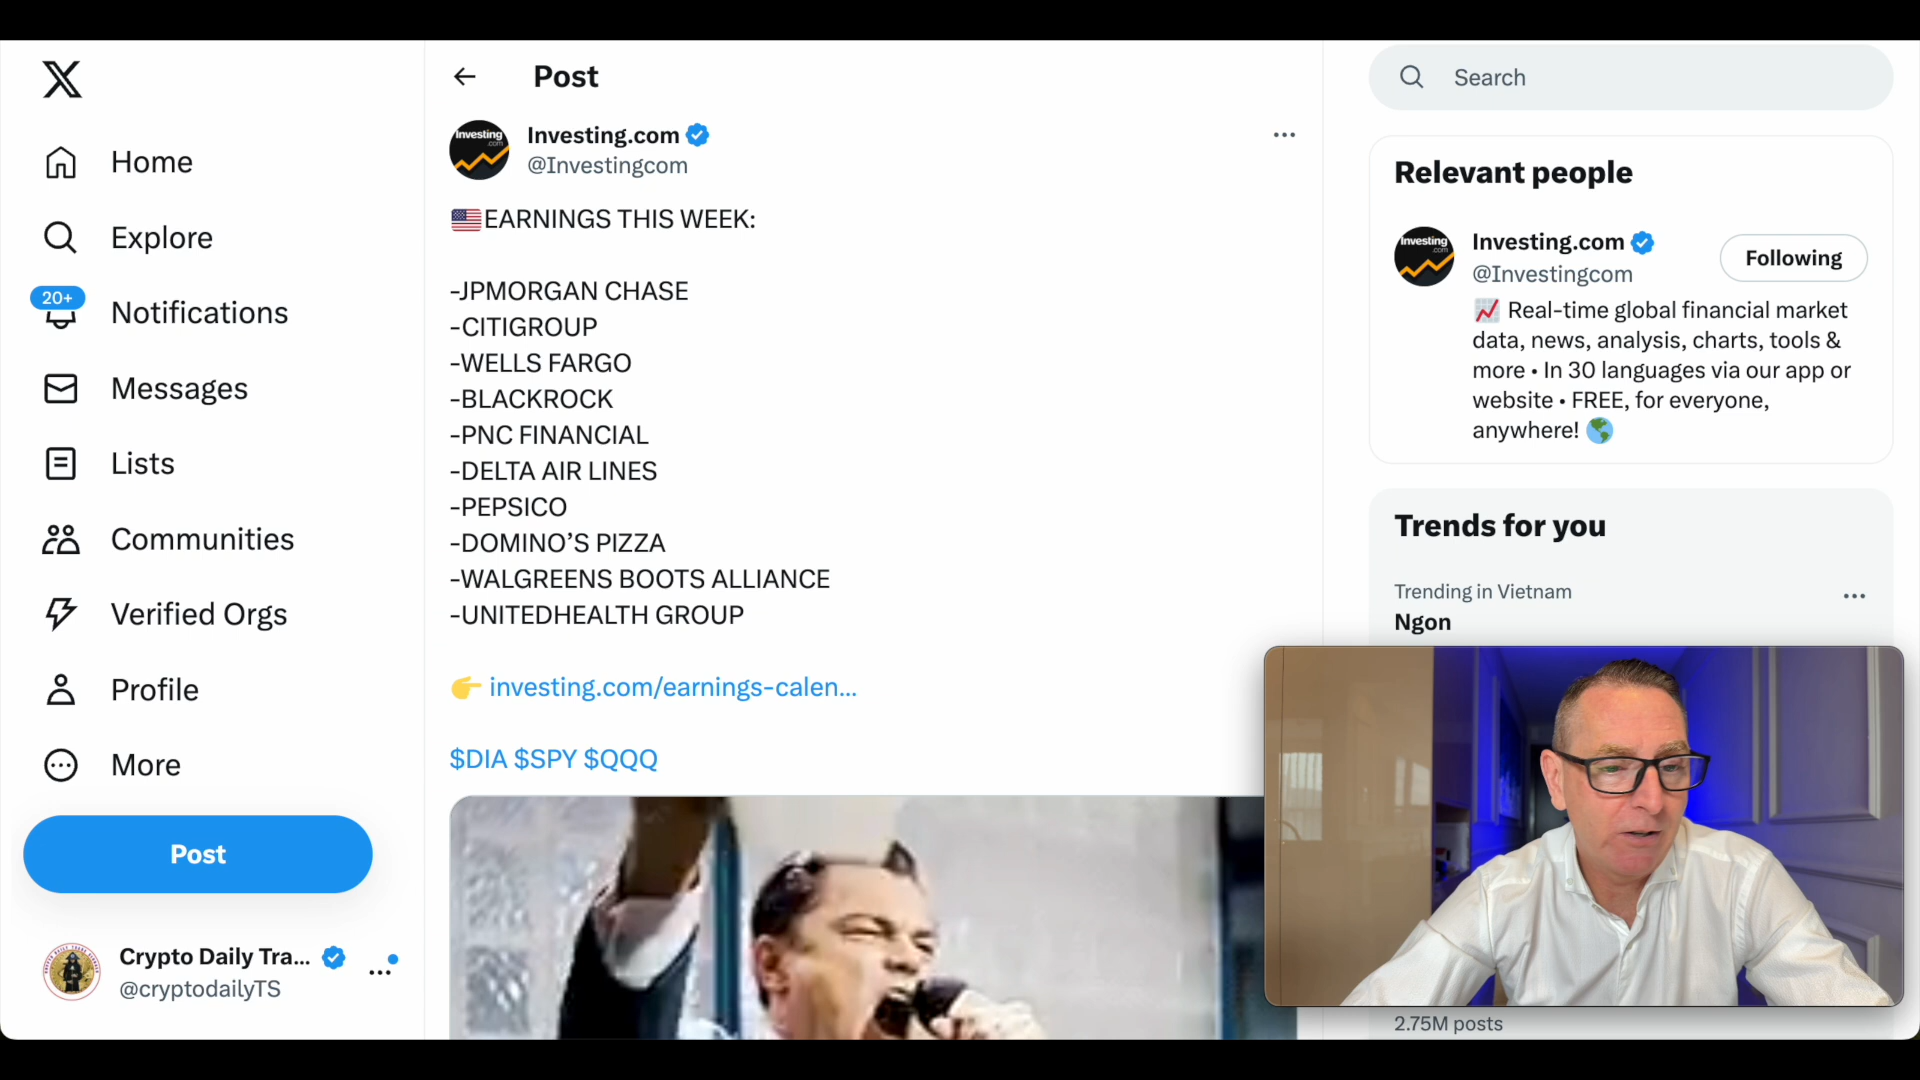 Home
Explore
20+
Notifications
Messages
Lists
Communities
Verified Orgs
Profile
More
Post
Crypto Daily Tra...
@cryptodailyTS
Post
Investing
.com
Investing.com
@Investingcom
EARNINGS THIS WEEK:
-JPMORGAN CHASE
-CITIGROUP
-WELLS FARGO
-BLACKROCK
-PNC FINANCIAL
-DELTA AIR LINES
-PEPSICO
-DOMINO’S PIZZA
-WALGREENS BOOTS ALLIANCE
-UNITEDHEALTH GROUP
investing.com/earnings-calen...
$DIA $SPY $QQQ
Search
Relevant people
Investing
.com
Investing.com
@Investingcom
Following
Real-time global financial market
data, news, analysis, charts, tools &
more • In 30 languages via our app or
website • FREE, for everyone,
anywhere!
Trends for you
Trending in Vietnam
Ngon
2.75M posts